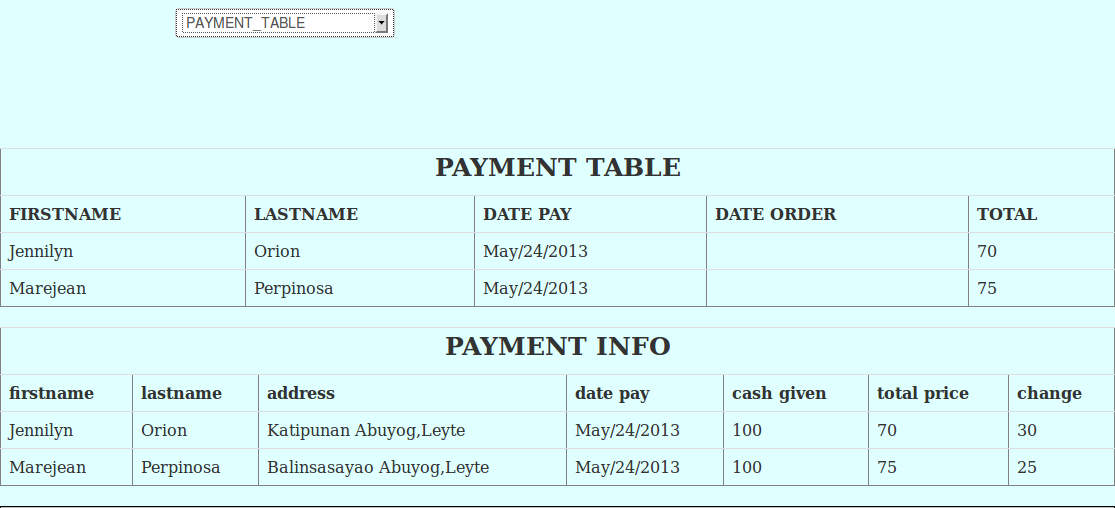 PAYMENT_TABLE
PAYMENT TABLE
FIRSTNAME LASTNAME DATE PAY DATE ORDER TOTAL
Jennilyn Orion May/24/2013 70
Marejean Perpinosa May/24/2013 75
PAYMENT INFO
firstname lastname address date pay cash given total price change
Jennilyn Orion Katipunan Abuyog,Leyte May/24/2013 100 70 30
Marejean Perpinosa Balinsasayao Abuyog,Leyte May/24/2013 100 75 25